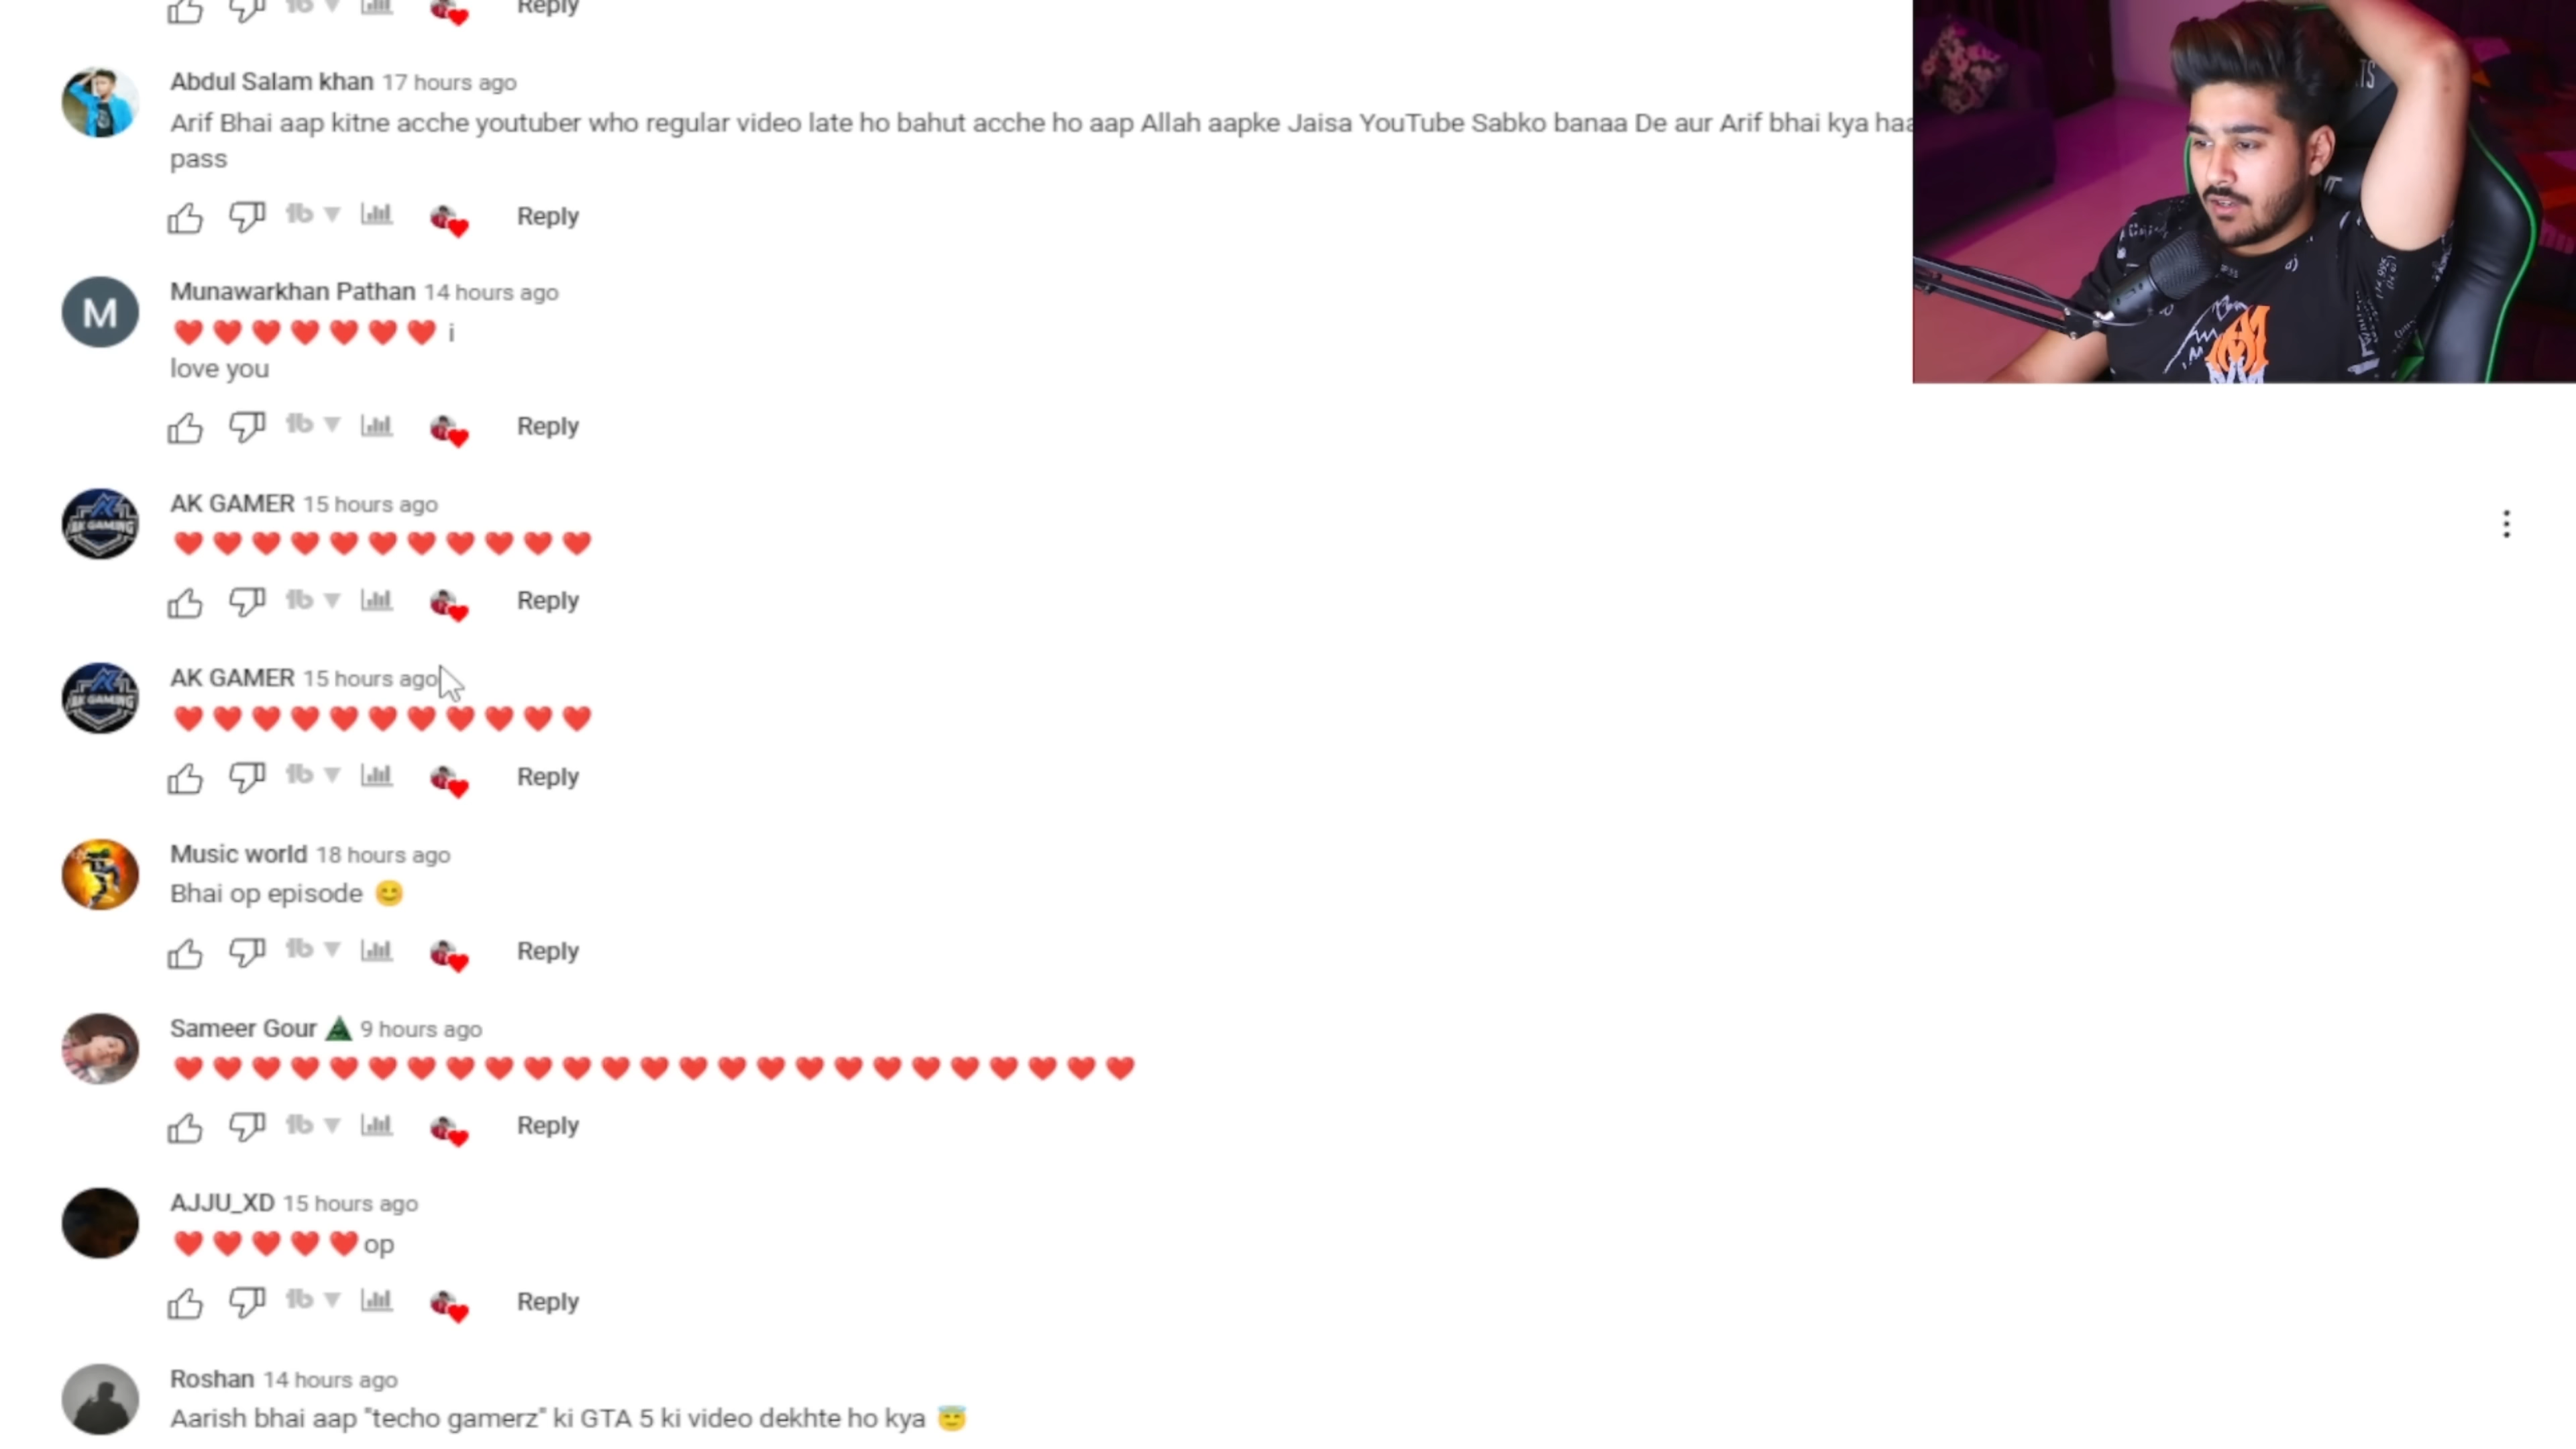 Reply
Abdul Salam khan 17 hours ago
Arif Bhai aap kitne acche youtuber who regular video late ho bahut acche ho aap Allah aapke Jaisa YouTube Sabko banaa De aur Arif bhai kya
pass
Reply
M
Munawarkhan Pathan 14 hours ago
❤️❤️❤️❤️❤️❤️❤️ i
love you
Reply
AK GAMING
AK GAMER 15 hours ago
❤️❤️❤️❤️❤️❤️❤️❤️❤️❤️❤️
Reply
AK GAMING
AK GAMER 15 hours ago
❤️❤️❤️❤️❤️❤️❤️❤️❤️❤️❤️
Reply
Music world 18 hours ago
Bhai op episode 😊
Reply
Sameer Gour 9 hours ago
❤️❤️❤️❤️❤️❤️❤️❤️❤️❤️❤️❤️❤️❤️❤️❤️❤️❤️❤️❤️❤️❤️❤️❤️❤️
Reply
AJJU_XD 15 hours ago
❤️❤️❤️❤️❤️op
Reply
Roshan 14 hours ago
Aarish bhai aap "techo gamerz" ki GTA 5 ki video dekhte ho kya 😇